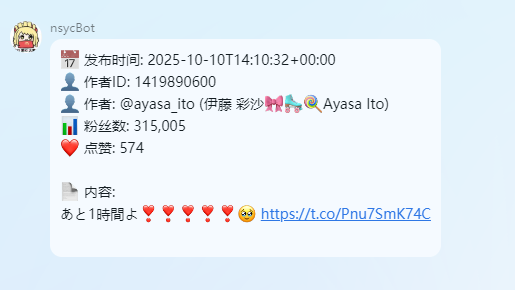 nsycBot
📅 发布时间: 2025-10-10T14:10:32+00:00
👤 作者ID: 1419890600
👤 作者: @ayasa_ito (伊藤 彩沙🎀🛼🍭Ayasa Ito)
📊 粉丝数: 315,005
❤️ 点赞: 574
📄 内容:
あと1時間よ❣️❣️❣️❣️❣️🥹 https://t.co/Pnu7SmK74C